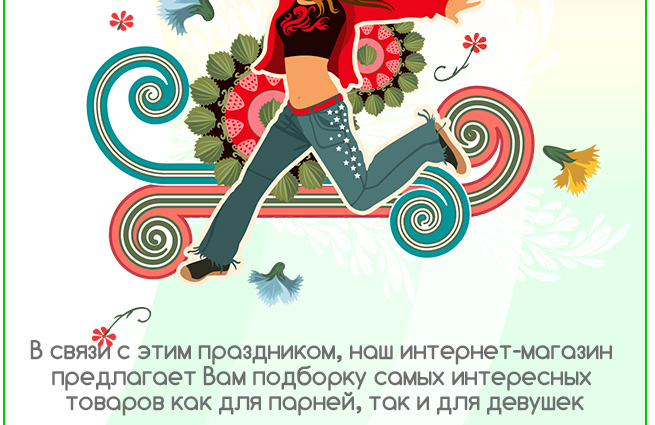 В связи с этим праздником, наш интернет-магазин
предлагает Вам подборку самых интересных
товаров как для парней, так и для девушек